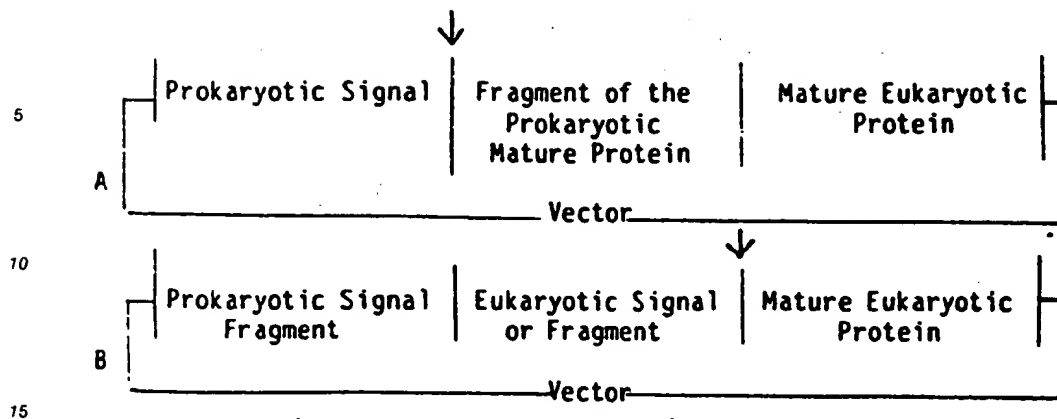 Prokaryotic Signal Fragment of the Mature Eukaryotic
5 Prokaryotic Protein
Mature Protein
A
Vector
10
Prokaryotic Signal Eukaryotic Signal Mature Eukaryotic
Fragment or Fragment Protein
B
Vector
15